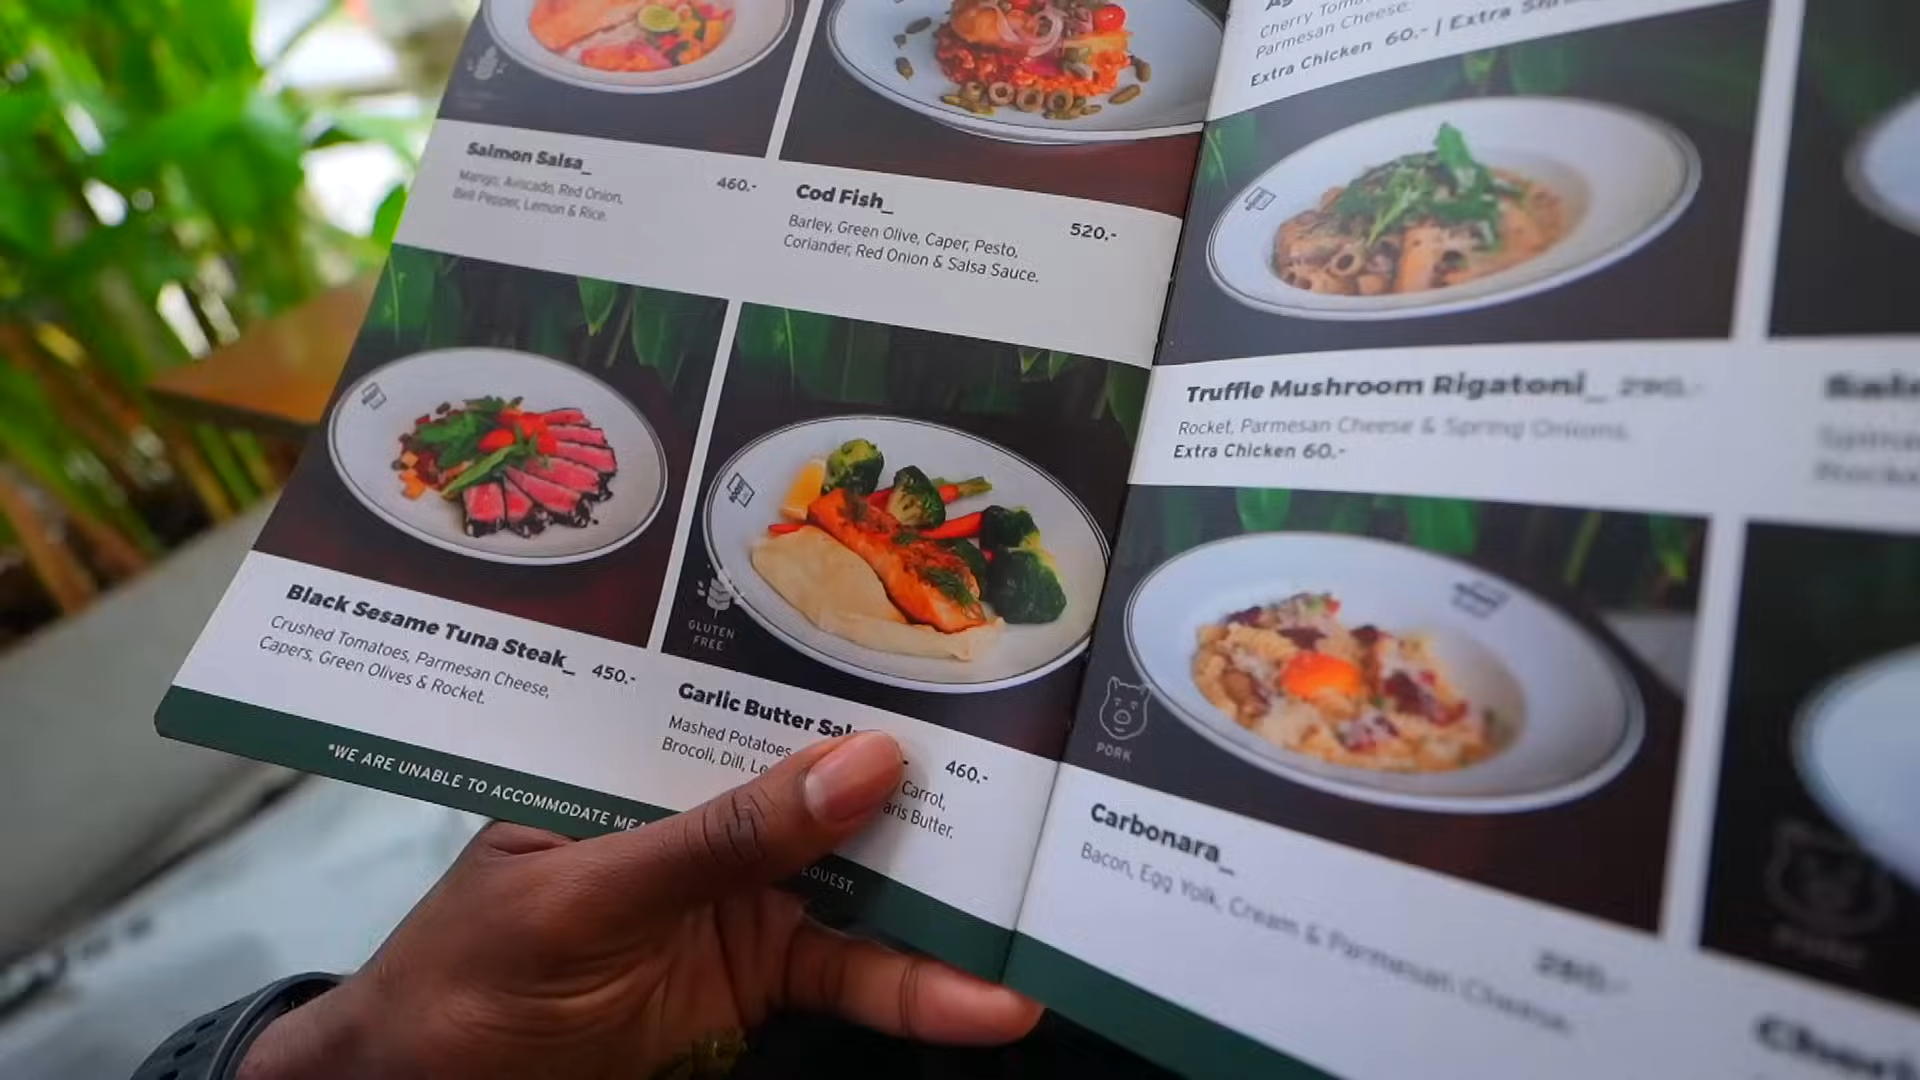 Salmon Salsa_
460.-
Mango, Avocado, Red Onion,
Bell Pepper, Lemon & Rice.
Cod Fish_
520.-
Barley, Green Olive, Caper, Pesto,
Coriander, Red Onion & Salsa Sauce.
Black Sesame Tuna Steak_ 450.-
Crushed Tomatoes, Parmesan Cheese,
Capers, Green Olives & Rocket.
GLUTEN
FREE
Garlic Butter
460.-
Mashed Potatoes Carrot,
Brocoli, Dill, Butter.
*WE ARE UNABLE TO ACCOMMODATE
Cherry
Parmesan Cheese.
Extra Chicken 60.- | Extra
Truffle Mushroom Rigatoni_ 290.-
Rocket, Parmesan Cheese & Spring Onions.
Extra Chicken 60.-
PORK
Carbonara_
Bacon, Egg Yolk, Cream & Parmesan Cheese.